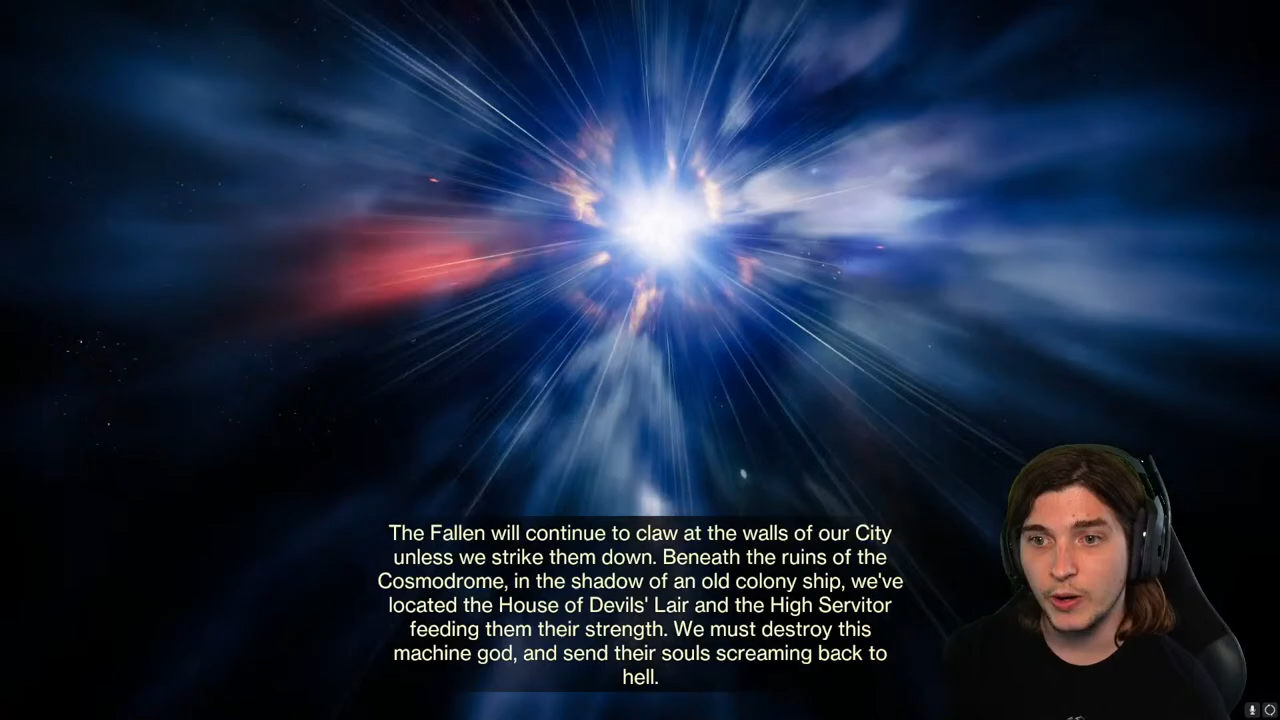 The Fallen will continue to claw at the walls of our City
unless we strike them down. Beneath the ruins of the
Cosmodrome, in the shadow of an old colony ship, we've
located the House of Devils' Lair and the High Servitor
feeding them their strength. We must destroy this
machine god, and send their souls screaming back to
hell.